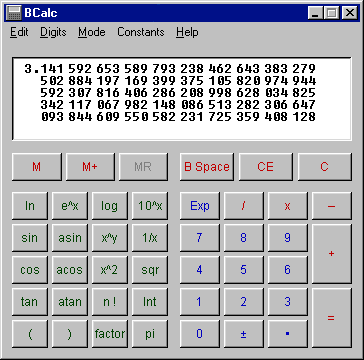 BCalc
Edit Digits Mode Constants Help
3.141 592 653 589 793 238 462 643 383 279
502 884 197 169 399 375 105 820 974 944
592 307 816 406 286 208 998 628 034 825
342 117 067 982 148 086 513 282 306 647
093 844 609 550 582 231 725 359 408 128
M M+ MR B Space CE C
ln e^x log 10^x Exp / x –
sin asin x^y 1/x 7 8 9 +
cos acos x^2 sqr 4 5 6
tan atan n ! Int 1 2 3 =
( ) factor pi 0 ± •